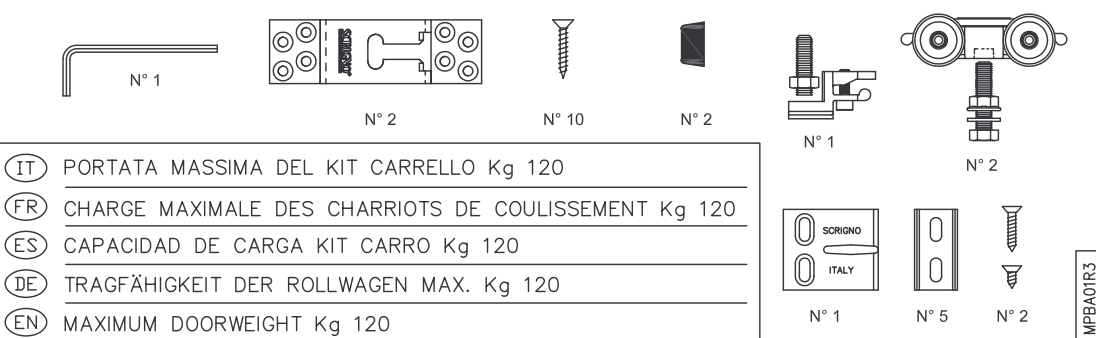 N° 1
SCRIGNO
N° 2
N° 10
N° 2
N° 1
N° 2
IT PORTATA MASSIMA DEL KIT CARRELLO Kg 120
FR CHARGE MAXIMALE DES CHARRIOTS DE COULISSEMENT Kg 120
ES CAPACIDAD DE CARGA KIT CARRO Kg 120
DE TRAGFÄHIGKEIT DER ROLLWAGEN MAX. Kg 120
EN MAXIMUM DOORWEIGHT Kg 120
SCRIGNO
ITALY
N° 1
N° 5
N° 2
MPBA01R3